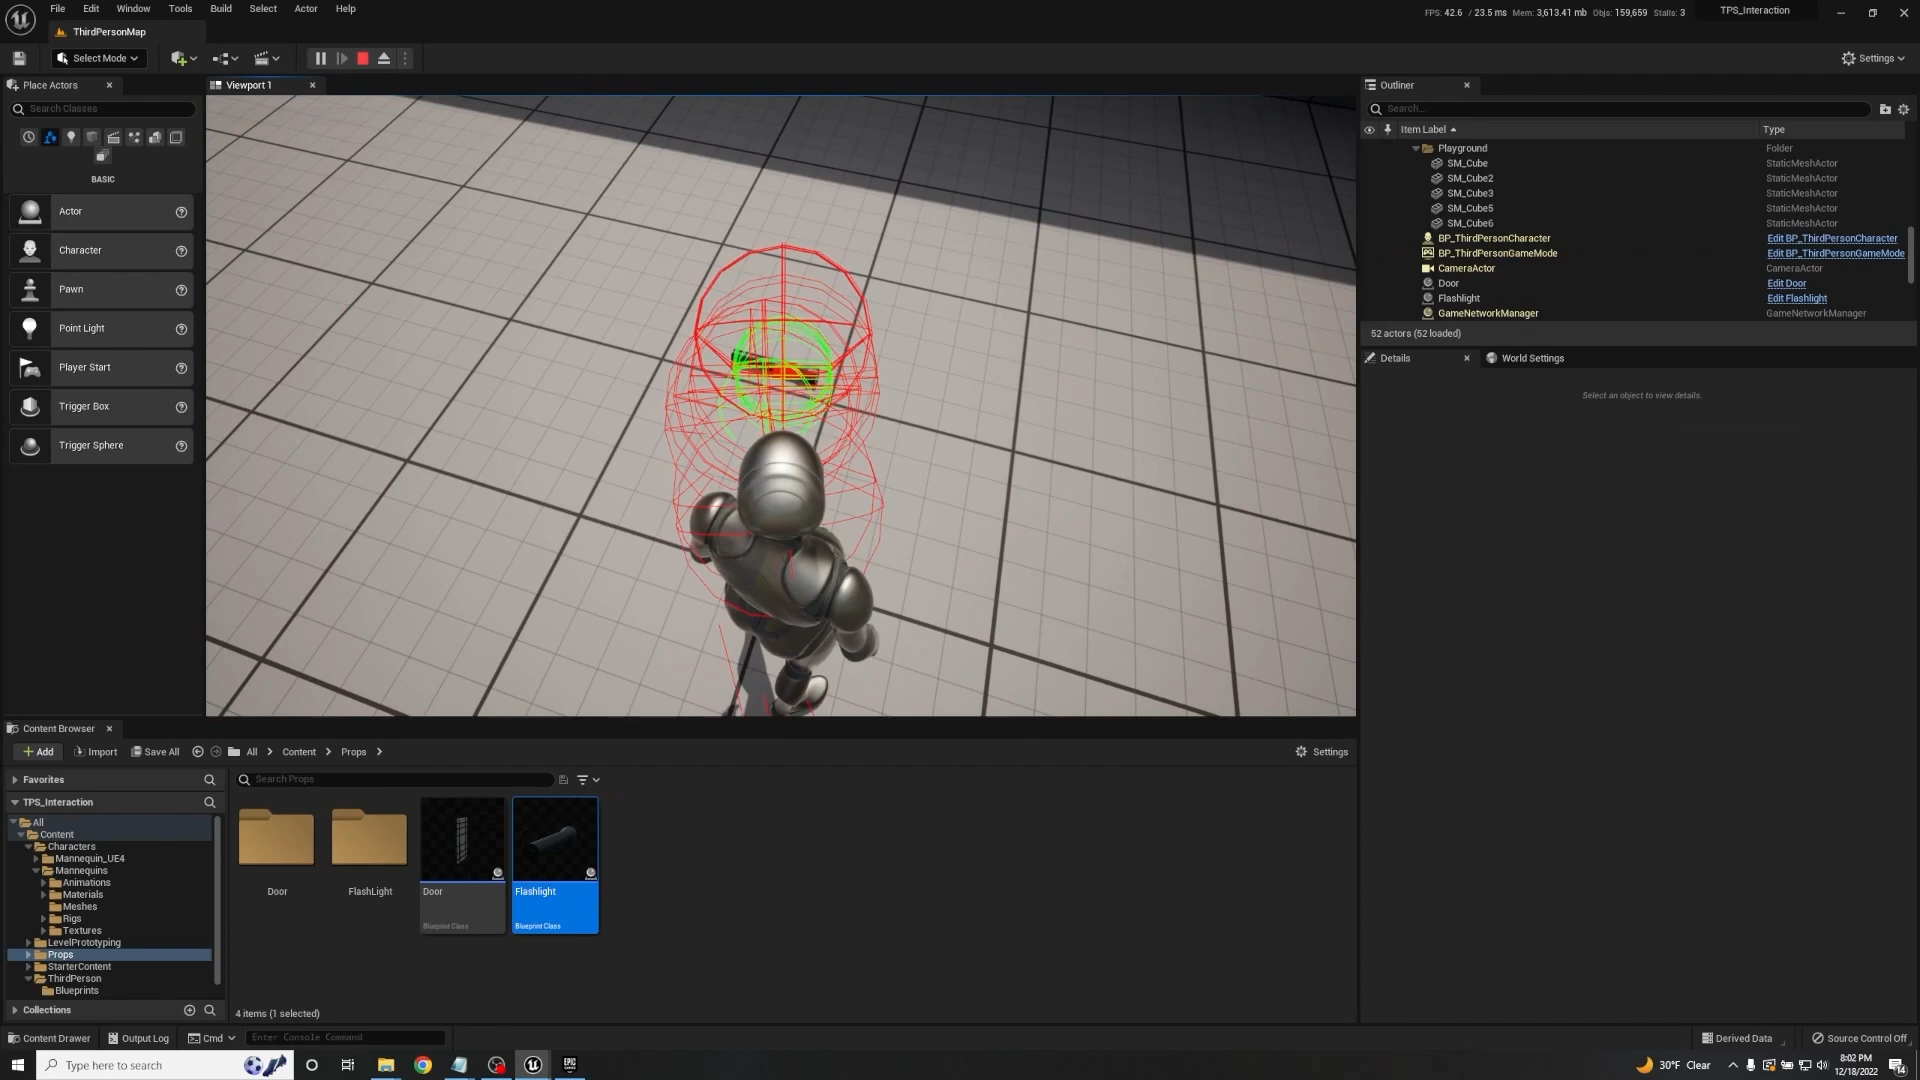 File Edit Window Tools Build Select Actor Help
FPS: 42.6 / 23.5 ms Mem: 3,613.41 mb Objs: 159,659 Stalls: 3
TPS_Interaction
ThirdPersonMap
Select Mode
Settings
Place Actors
Viewport 1
Outliner
Search Classes
Search...
Item Label
Type
BASIC
Actor
Character
Pawn
Point Light
Player Start
Trigger Box
Trigger Sphere
Playground Folder
SM_Cube StaticMeshActor
SM_Cube2 StaticMeshActor
SM_Cube3 StaticMeshActor
SM_Cube5 StaticMeshActor
SM_Cube6 StaticMeshActor
BP_ThirdPersonCharacter Edit BP_ThirdPersonCharacter
BP_ThirdPersonGameMode Edit BP_ThirdPersonGameMode
CameraActor CameraActor
Door Edit Door
Flashlight Edit Flashlight
GameNetworkManager GameNetworkManager
52 actors (52 loaded)
Details
World Settings
Select an object to view details.
Content Browser
Add Import Save All All Content Props
Settings
Favorites
Search Props
TPS_Interaction
All
Content
Characters
Mannequin_UE4
Mannequins
Animations
Materials
Meshes
Rigs
Textures
LevelPrototyping
Props
StarterContent
ThirdPerson
Blueprints
Collections
Door
FlashLight
Door
Blueprint Class
Flashlight
Blueprint Class
4 items (1 selected)
Content Drawer Output Log Cmd Enter Console Command
Derived Data Source Control Off
Type here to search
30°F Clear
8:02 PM
12/18/2022
14